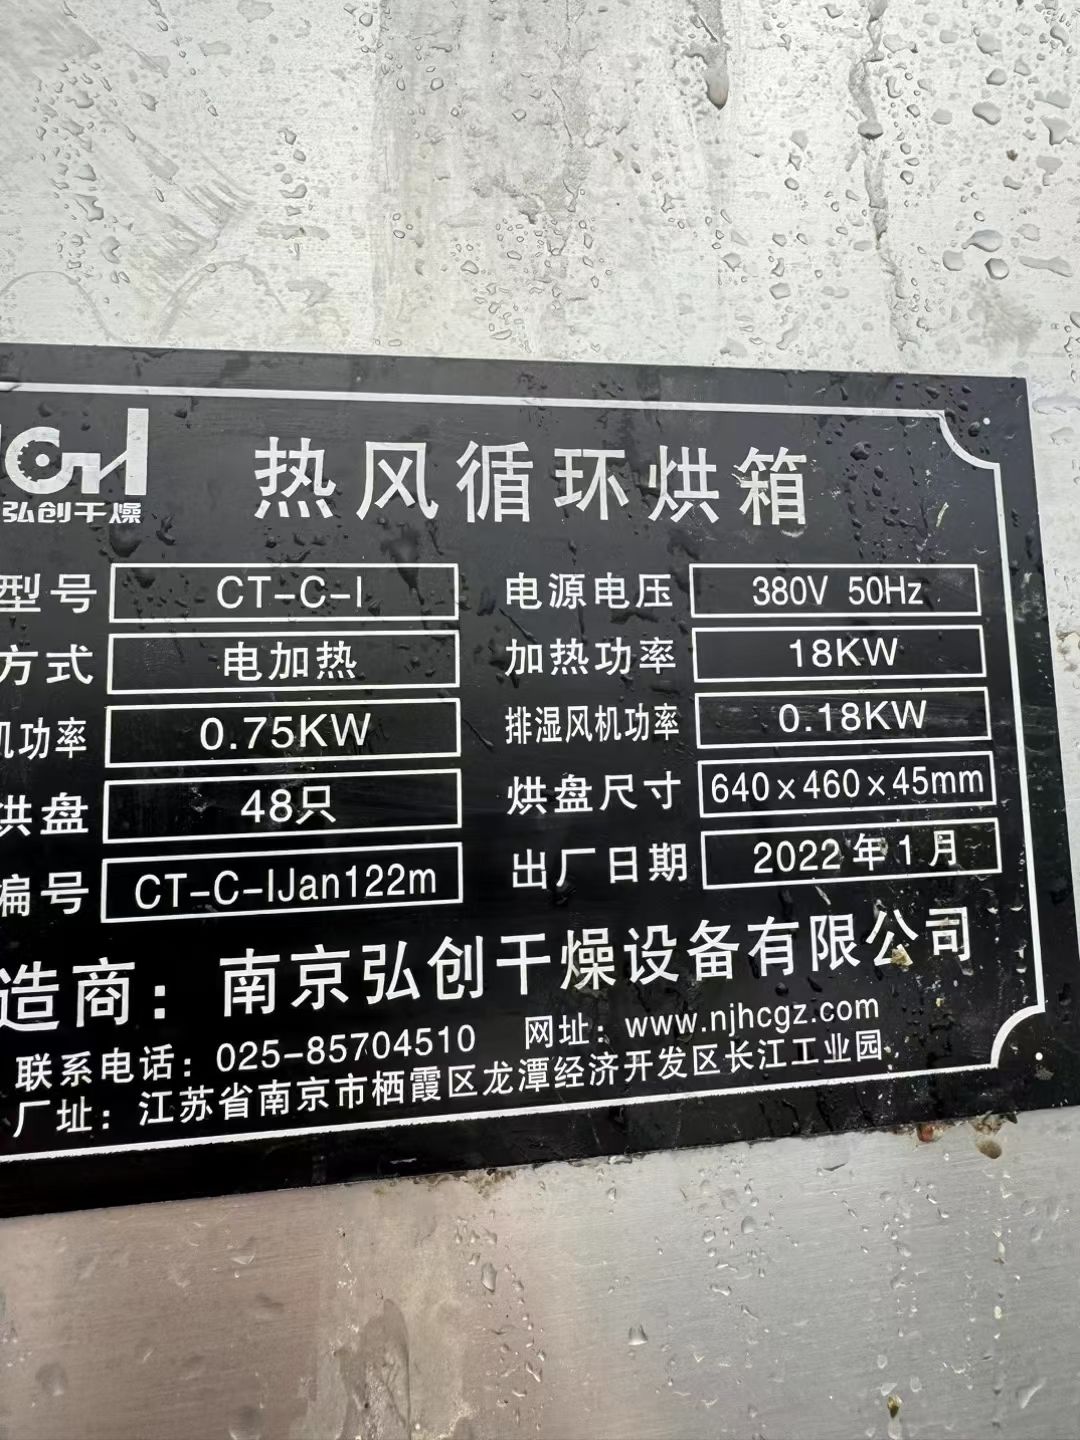 弘创干燥
热风循环烘箱
型号 CT-C-I 电源电压 380V 50Hz
方式 电加热 加热功率 18KW
机功率 0.75KW 排湿风机功率 0.18KW
烘盘 48只 烘盘尺寸 640×460×45mm
编号 CT-C-IJan122m 出厂日期 2022年1月
造商：南京弘创干燥设备有限公司
联系电话：025-85704510 网址：www.njhcgz.com
厂址：江苏省南京市栖霞区龙潭经济开发区长江工业园